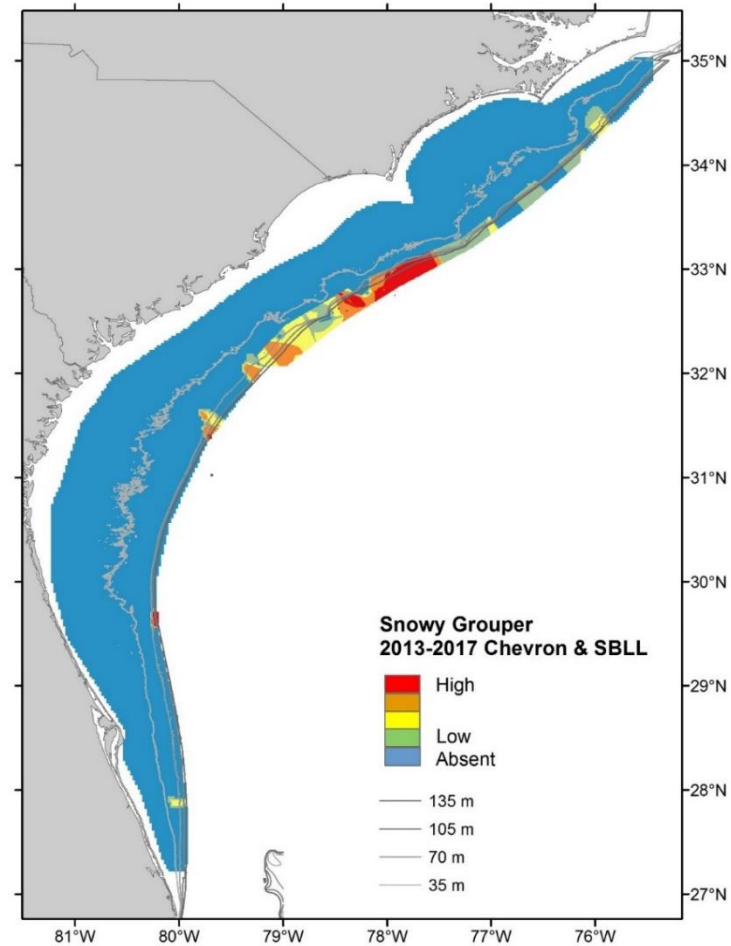 35°N
34°N
33°N
32°N
31°N
30°N
Snowy Grouper
2013-2017 Chevron & SBLL
High
29°N
Low
Absent
28°N
135 m
105 m
70 m
35 m
27°N
81°W 80°W 79°W 78°W 77°W 76°W